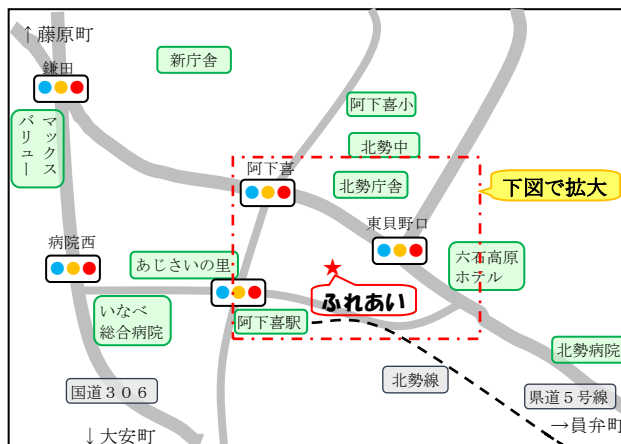 ↑藤原町
新庁舎
鎌田
阿下喜小
マックス
バリュー
北勢中
阿下喜
北勢庁舎
下図で拡大
東貝野口
病院西
あじさいの里
六石高原
ホテル
ふれあい
いなべ
総合病院
阿下喜駅
北勢病院
国道３０６
北勢線
県道５号線
→員弁町
↓大安町